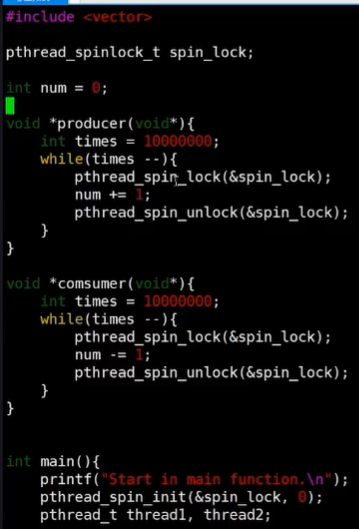 #include <vector>
pthread_spinlock_t spin_lock;
int num = 0;
void *producer(void*){
    int times = 10000000;
    while(times --){
        pthread_spin_lock(&spin_lock);
        num += 1;
        pthread_spin_unlock(&spin_lock);
    }
}
void *comsumer(void*){
    int times = 10000000;
    while(times --){
        pthread_spin_lock(&spin_lock);
        num -= 1;
        pthread_spin_unlock(&spin_lock);
    }
}
int main(){
    printf("Start in main function.\n");
    pthread_spin_init(&spin_lock, 0);
    pthread_t thread1, thread2;